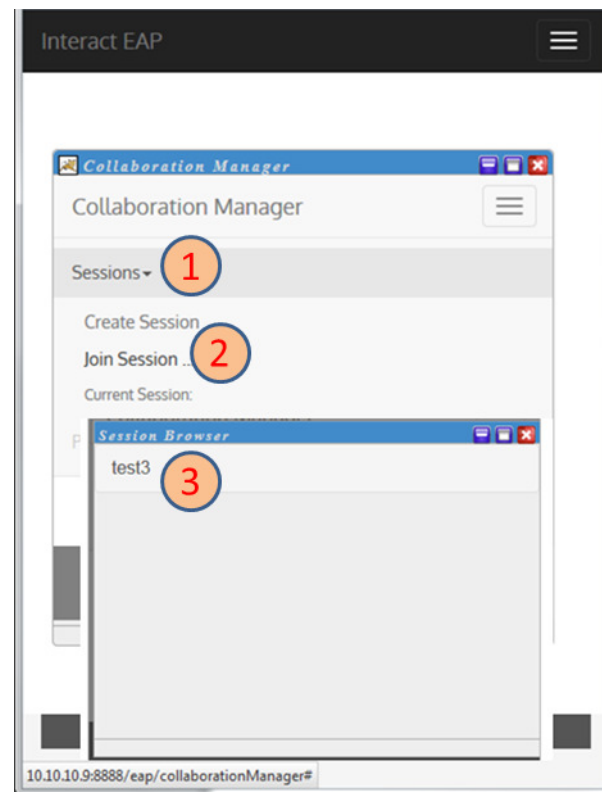 Interact EAP
Collaboration Manager
Collaboration Manager
Sessions
1
Create Session
2
Join Session ...
Current Session:
P
Session Browser
test3
3
10.10.10.9:8888/eap/collaborationManager#